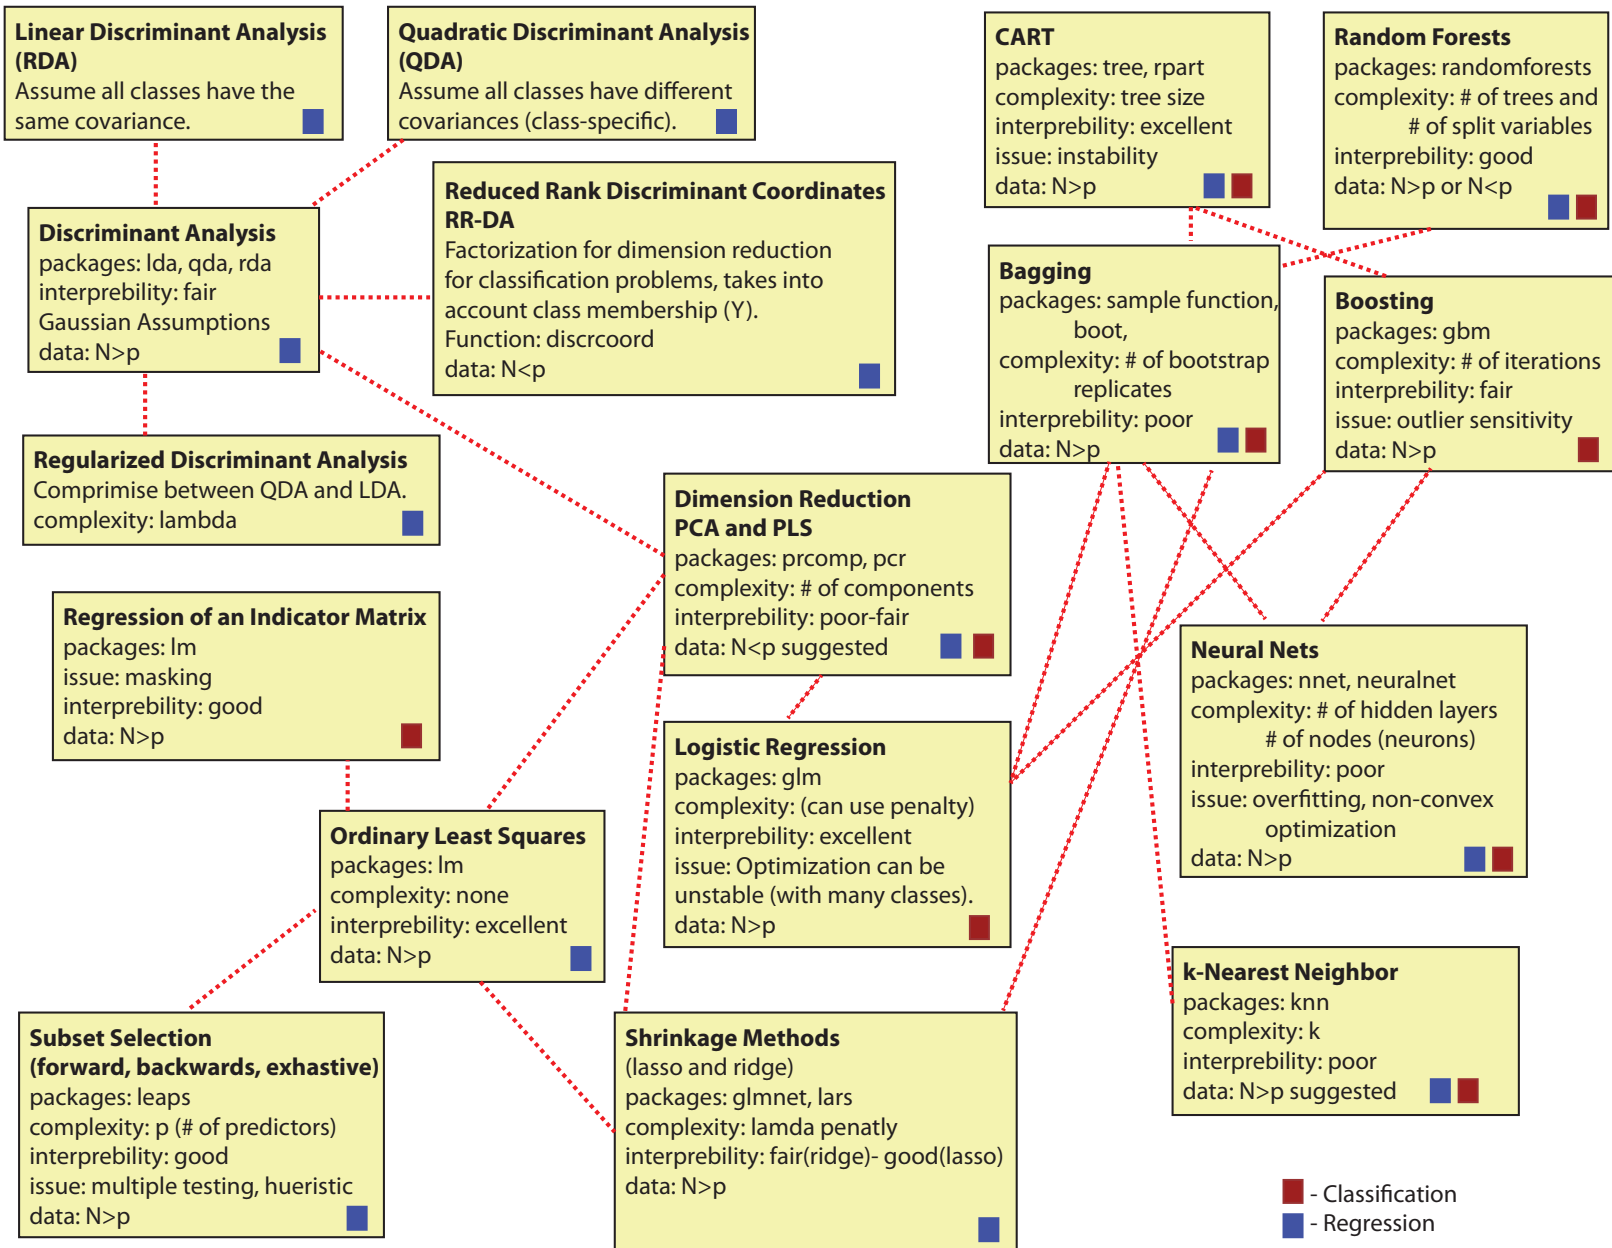 Linear Discriminant Analysis
(RDA)
Assume all classes have the
same covariance.
Quadratic Discriminant Analysis
(QDA)
Assume all classes have different
covariances (class-specific).
CART
packages: tree, rpart
complexity: tree size
interprebility: excellent
issue: instability
data: N>p
Random Forests
packages: randomforests
complexity: # of trees and
# of split variables
interprebility: good
data: N>p or N<p
Discriminant Analysis
packages: lda, qda, rda
interprebility: fair
Gaussian Assumptions
data: N>p
Reduced Rank Discriminant Coordinates
RR-DA
Factorization for dimension reduction
for classification problems, takes into
account class membership (Y).
Function: discrcoord
data: N<p
Bagging
packages: sample function,
boot,
complexity: # of bootstrap
replicates
interprebility: poor
data: N>p
Boosting
packages: gbm
complexity: # of iterations
interprebility: fair
issue: outlier sensitivity
data: N>p
Regularized Discriminant Analysis
Comprimise between QDA and LDA.
complexity: lambda
Dimension Reduction
PCA and PLS
packages: prcomp, pcr
complexity: # of components
interprebility: poor-fair
data: N<p suggested
Regression of an Indicator Matrix
packages: lm
issue: masking
interprebility: good
data: N>p
Neural Nets
packages: nnet, neuralnet
complexity: # of hidden layers
# of nodes (neurons)
interprebility: poor
issue: overfitting, non-convex
optimization
data: N>p
Logistic Regression
packages: glm
complexity: (can use penalty)
interprebility: excellent
issue: Optimization can be
unstable (with many classes).
data: N>p
Ordinary Least Squares
packages: lm
complexity: none
interprebility: excellent
data: N>p
k-Nearest Neighbor
packages: knn
complexity: k
interprebility: poor
data: N>p suggested
Subset Selection
(forward, backwards, exhastive)
packages: leaps
complexity: p (# of predictors)
interprebility: good
issue: multiple testing, hueristic
data: N>p
Shrinkage Methods
(lasso and ridge)
packages: glmnet, lars
complexity: lamda penatly
interprebility: fair(ridge)- good(lasso)
data: N>p
- Classification
- Regression